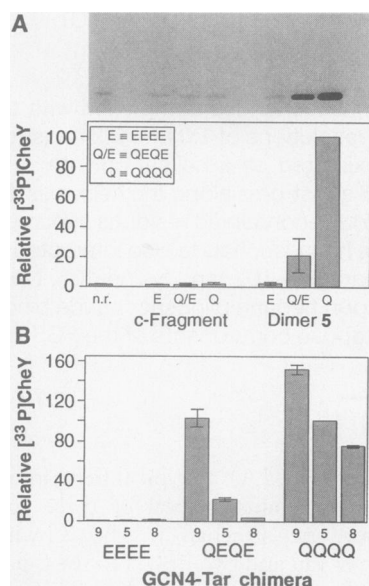 A
Relative [33P]CheY
100
80
60
40
20
0
E ≡ EEEE
Q/E ≡ QEQE
Q ≡ QQQQ
n.r. E Q/E Q E Q/E Q
c-Fragment Dimer 5
B
Relative [33 P]CheY
160
120
80
40
0
9 5 8 9 5 8 9 5 8
EEEE QEQE QQQQ
GCN4-Tar chimera